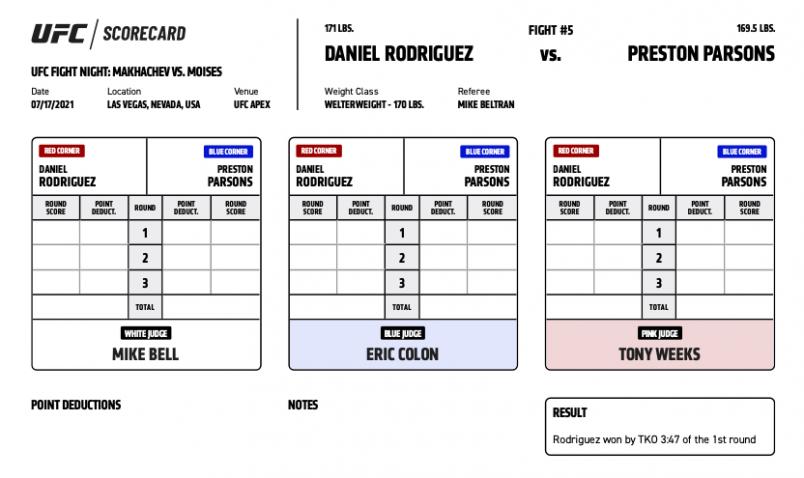 UFC / SCORECARD
UFC FIGHT NIGHT: MAKHACHEV VS. MOISES
Date Location Venue
07/17/2021 LAS VEGAS, NEVADA, USA UFC APEX
171 LBS. FIGHT #5 169.5 LBS.
DANIEL RODRIGUEZ VS. PRESTON PARSONS
Weight Class Referee
WELTERWEIGHT - 170 LBS. MIKE BELTRAN
RED CORNER BLUE CORNER
DANIEL PRESTON
RODRIGUEZ PARSONS
ROUND POINT ROUND POINT ROUND
SCORE DEDUCT. DEDUCT. SCORE
1
2
3
TOTAL
WHITE JUDGE
MIKE BELL
RED CORNER BLUE CORNER
DANIEL PRESTON
RODRIGUEZ PARSONS
ROUND POINT ROUND POINT ROUND
SCORE DEDUCT. DEDUCT. SCORE
1
2
3
TOTAL
BLUE JUDGE
ERIC COLON
RED CORNER BLUE CORNER
DANIEL PRESTON
RODRIGUEZ PARSONS
ROUND POINT ROUND POINT ROUND
SCORE DEDUCT. DEDUCT. SCORE
1
2
3
TOTAL
PINK JUDGE
TONY WEEKS
POINT DEDUCTIONS
NOTES
RESULT
Rodriguez won by TKO 3:47 of the 1st round